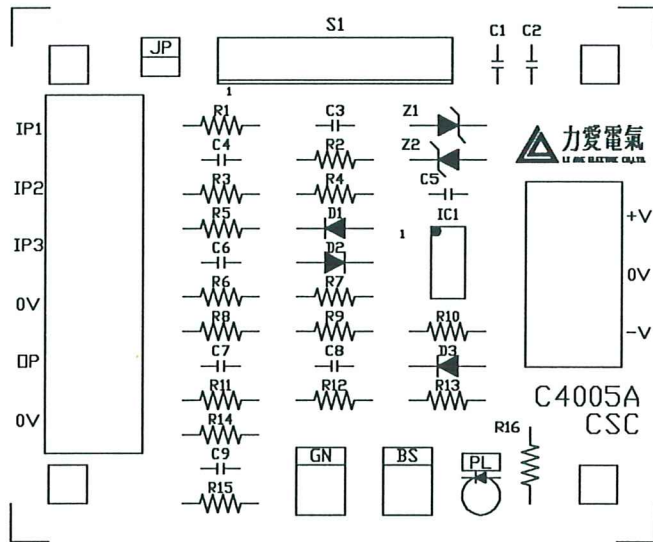 S1
C1 C2
JP
1
R1 C3 Z1
IP1
力愛電氣
C4 R2 Z2
R3 R4 C5
IP2
R5 D1 IC1
+V
1
IP3
C6 D2
0V
R6 R7
0V
R8 R9 R10
-V
OP
C7 C8 D3
R11 R12 R13
C4005A
0V
R14
CSC
R16
C9 GN BS PL
R15